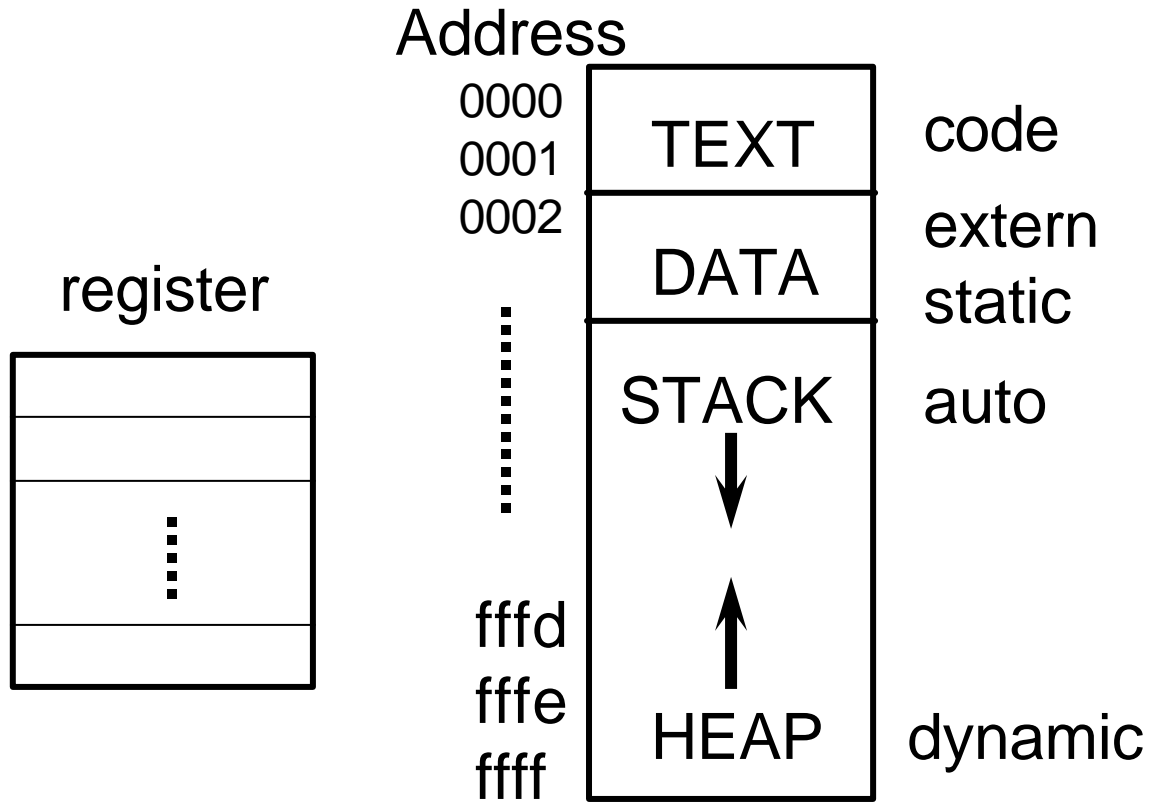 Address
0000
0001
0002
TEXT
code
DATA
extern
static
register
STACK
auto
fffd
fffe
ffff
HEAP
dynamic